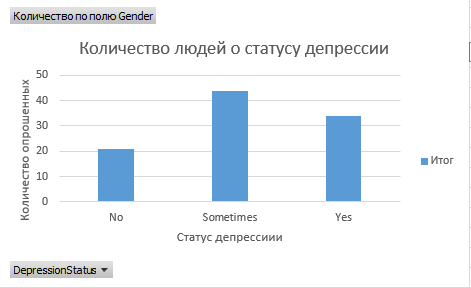 Количество по полю Gender
Количество людей о статусу депрессии
Количество опрошенных
50
40
30
20
10
0
No Sometimes Yes
Итог
Статус депрессиии
DepressionStatus